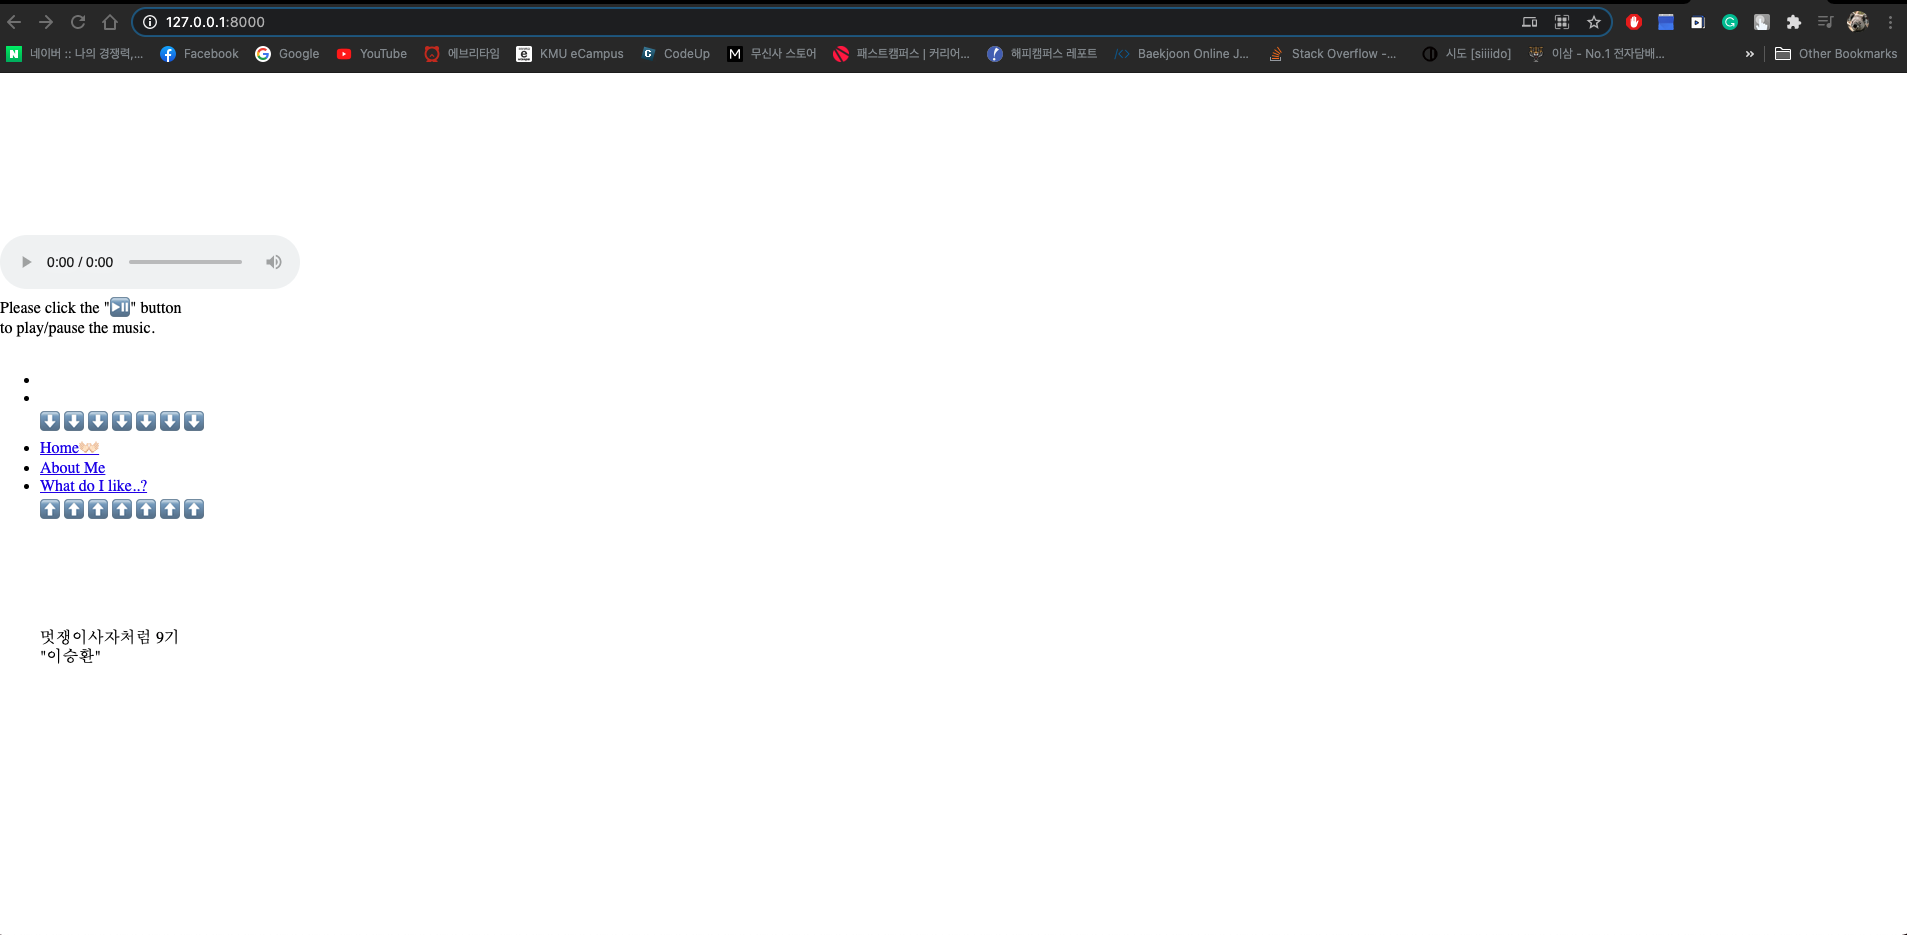 127.0.0.1:8000
네이버 :: 나의 경쟁력,... Facebook Google YouTube 에브리타임 KMU eCampus CodeUp 무신사 스토어 패스트캠퍼스 | 커리어... 해피캠퍼스 레포트 Baekjoon Online J... Stack Overflow -... 시도 [siiiido] 이삼 - No.1 전자담배... » Other Bookmarks
0:00 / 0:00
Please click the "⏯️" button
to play/pause the music.
⬇️ ⬇️ ⬇️ ⬇️ ⬇️ ⬇️ ⬇️
Home👐🏻
About Me
What do I like..?
⬆️ ⬆️ ⬆️ ⬆️ ⬆️ ⬆️ ⬆️
멋쟁이사자처럼 9기
"이승환"